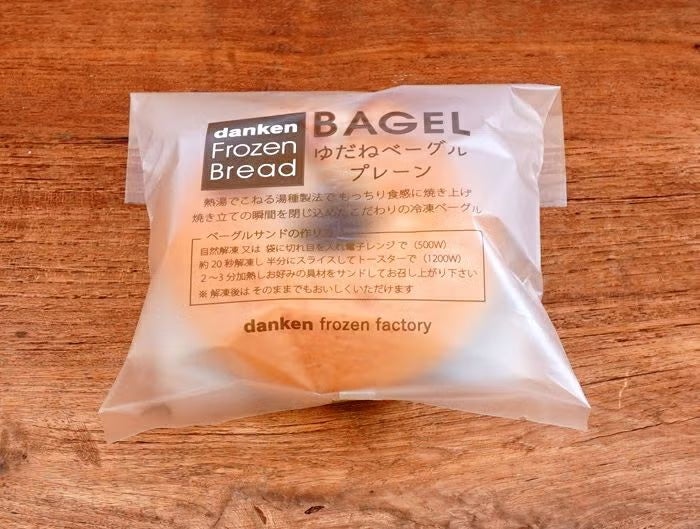 danken
Frozen
Bread
BAGEL
ゆだねベーグル
プレーン
熱湯でこねる湯種製法で もっちり食感に焼き上げ
焼き立ての瞬間を閉じ込めたこだわりの冷凍ベーグル
ベーグルサンドの作り方
自然解凍 又は 袋に切れ目を入れ電子レンジで (500W)
約20秒解凍し 半分にスライスしてトースターで (1200W)
2〜3分加熱しお好みの具材をサンドしてお召し上がり下さい
※ 解凍後は そのままでもおいしくいただけます
danken frozen factory